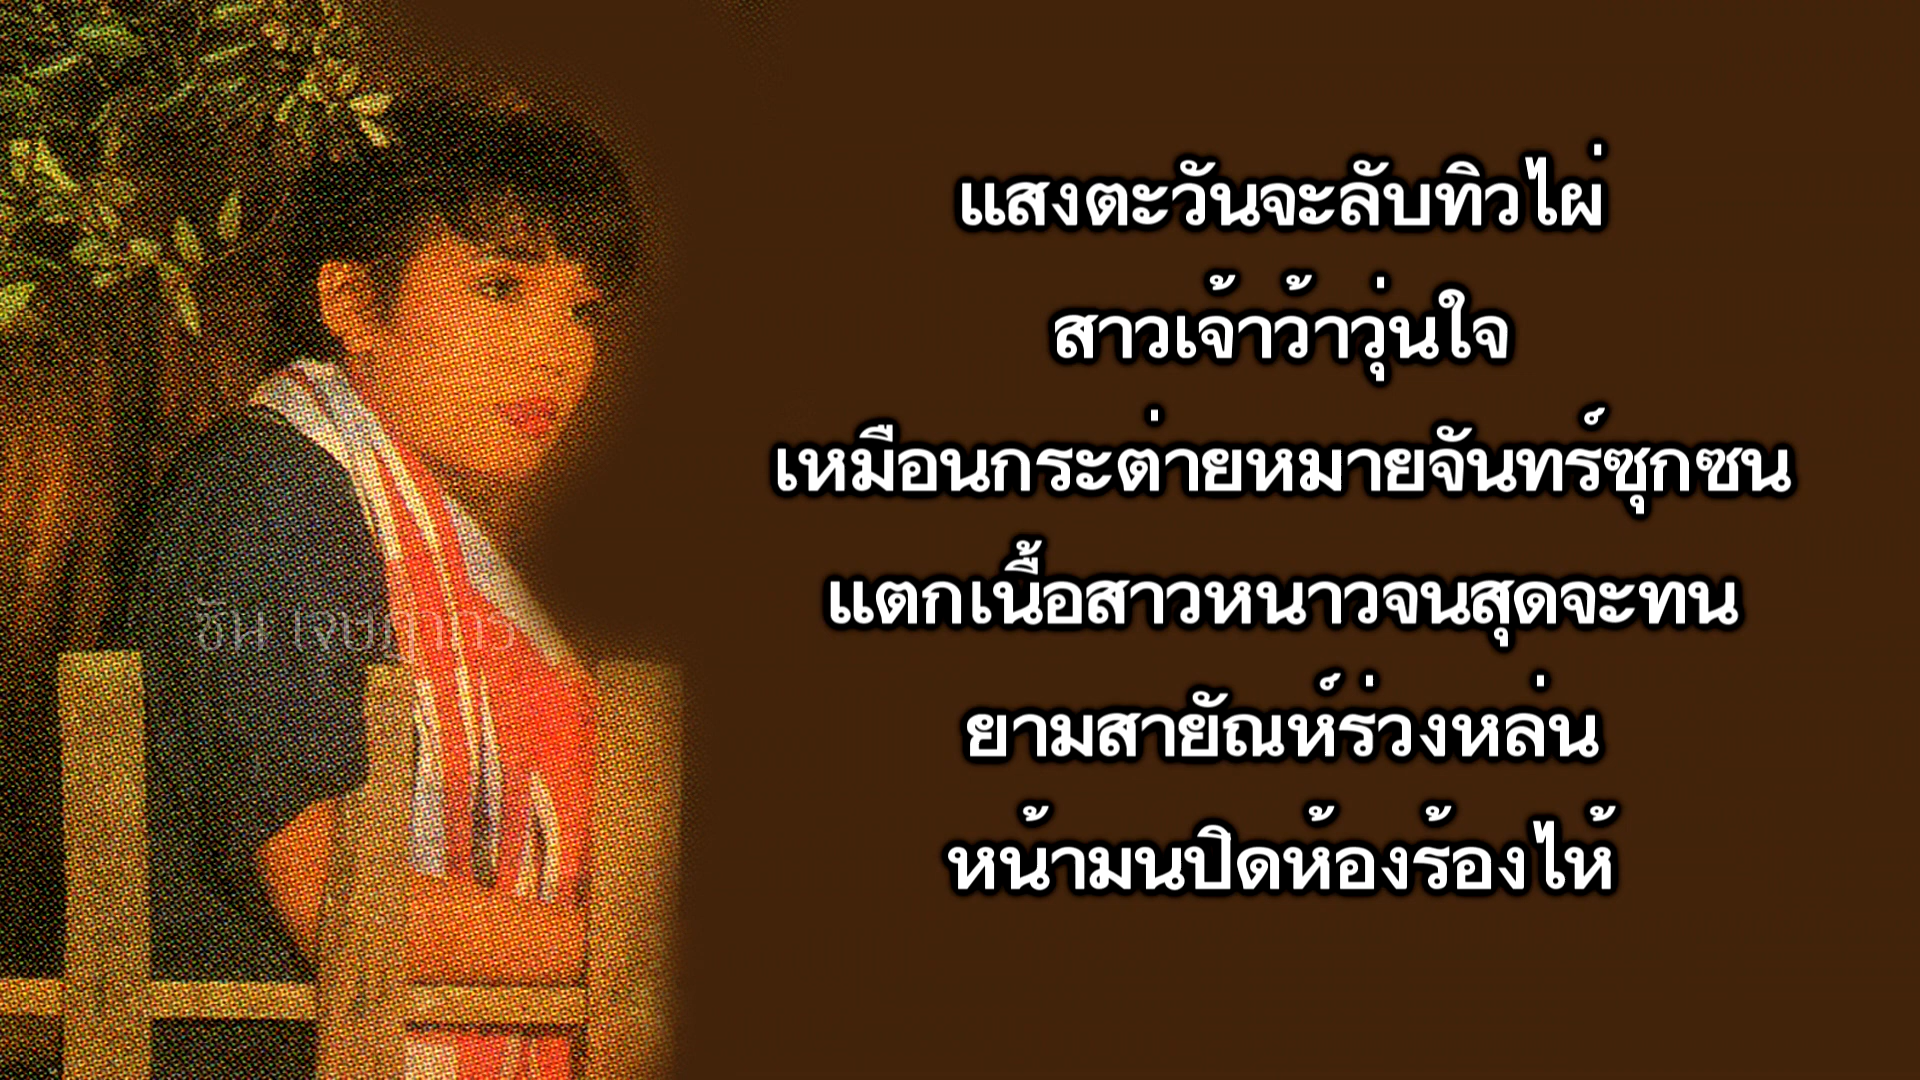 แสงตะวันจะลับทิวไผ่
สาวเจ้าว้าวุ่นใจ
เหมือนกระต่ายหมายจันทร์ซุกซน
แตกเนื้อสาวหนาวจนสุดจะทน
ยามสายัณห์ร่วงหล่น
หน้ามนปิดห้องร้องไห้